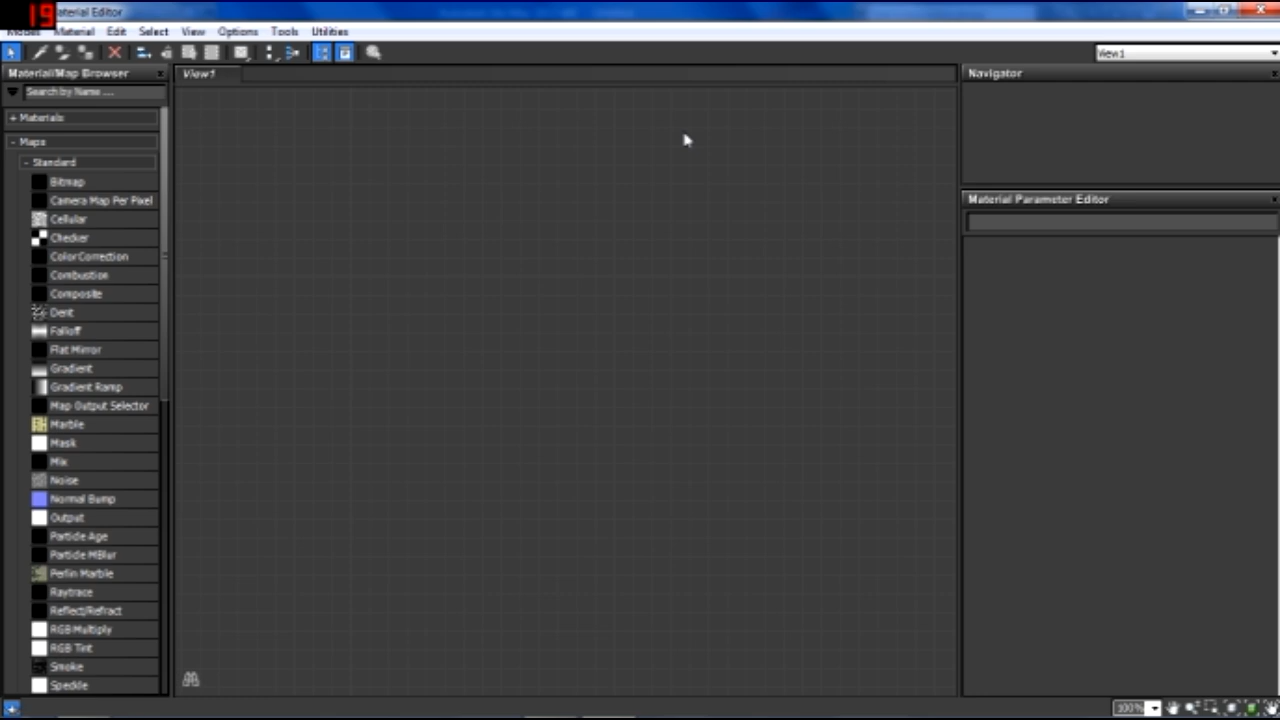 19
aterial Editor
Modes Material Edit Select View Options Tools Utilities
View1
Material/Map Browser
View1
Navigator
Search by Name ....
+ Materials
- Maps
- Standard
Bitmap
Camera Map Per Pixel
Material Parameter Editor
Cellular
Checker
Color Correction
Combustion
Composite
Dent
Falloff
Flat Mirror
Gradient
Gradient Ramp
Map Output Selector
Marble
Mask
Mix
Noise
Normal Bump
Output
Particle Age
Particle MBlur
Perlin Marble
Raytrace
Reflect/Refract
RGB Multiply
RGB Tint
Smoke
Speckle
100%